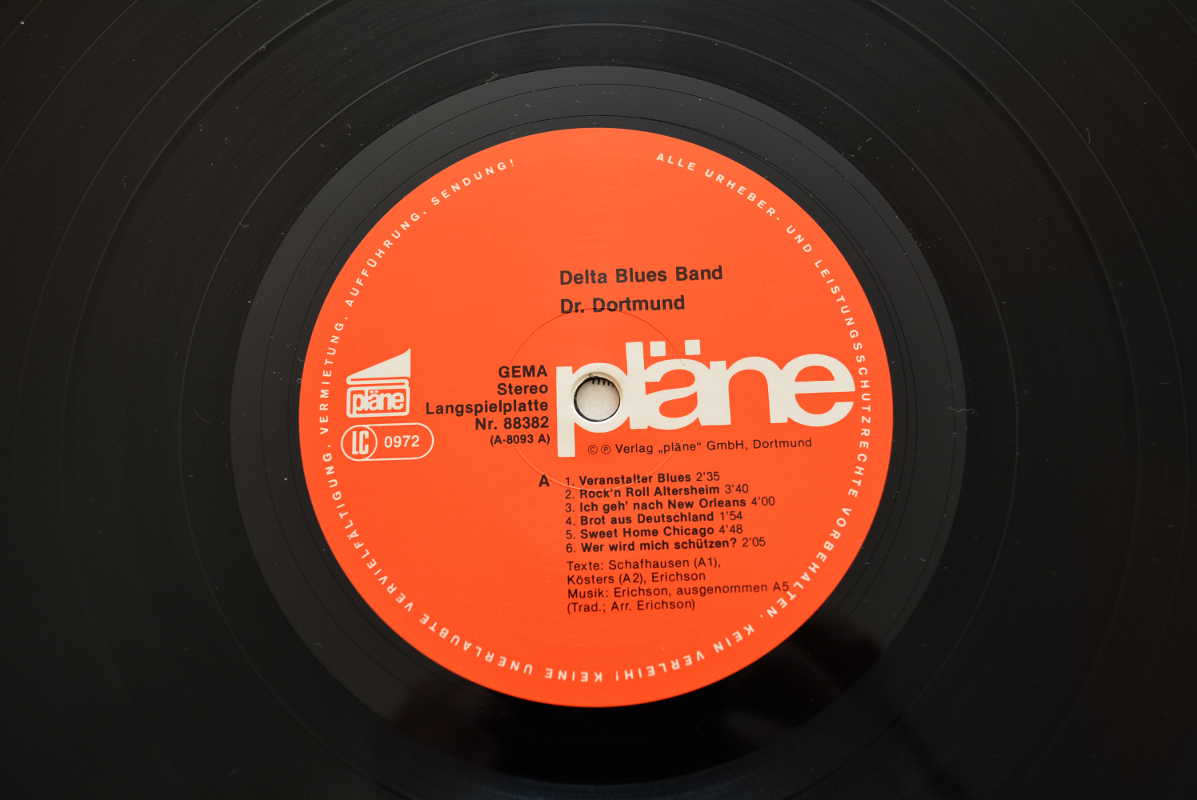 ALLE URHEBER- UND LEISTUNGSSCHUTZRECHTE VORBEHALTEN. KEIN VERLEIH! KEINE UNERLAUBTE VERVIELFÄLTIGUNG, VERMIETUNG, AUFFÜHRUNG, SENDUNG!
Delta Blues Band
Dr. Dortmund
pläne
pläne
LC 0972
GEMA
Stereo
Langspielplatte
Nr. 88382
(A-8093 A)
© ℗ Verlag „pläne“ GmbH, Dortmund
A
1. Veranstalter Blues 2'35
2. Rock'n Roll Altersheim 3'40
3. Ich geh' nach New Orleans 4'00
4. Brot aus Deutschland 1'54
5. Sweet Home Chicago 4'48
6. Wer wird mich schützen? 2'05
Texte: Schafhausen (A1),
Kösters (A2), Erichson
Musik: Erichson, ausgenommen A5
(Trad.; Arr. Erichson)